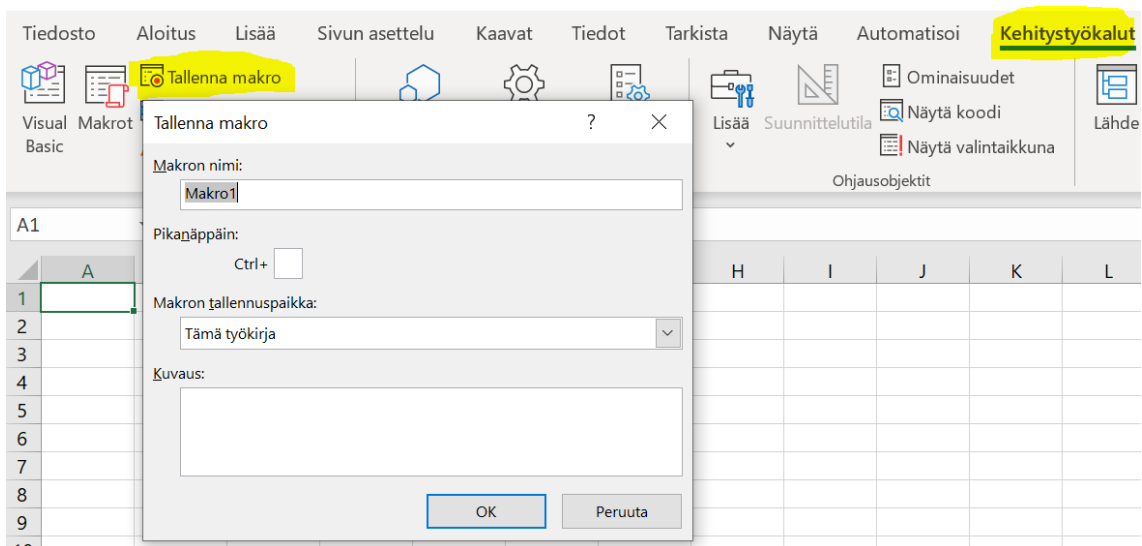 Tiedosto Aloitus Lisää Sivun asettelu Kaavat Tiedot Tarkista Näytä Automatisoi Kehitystyökalut
Visual Basic
Makrot
Tallenna makro
Lisää
Suunnittelutila
Ominaisuudet
Näytä koodi
Näytä valintaikkuna
Ohjausobjektit
Lähde
Tallenna makro ? ×
Makron nimi:
Makro1
Pikanäppäin:
Ctrl+
Makron tallennuspaikka:
Tämä työkirja
Kuvaus:
OK Peruuta
A1
A H I J K L
1
2
3
4
5
6
7
8
9